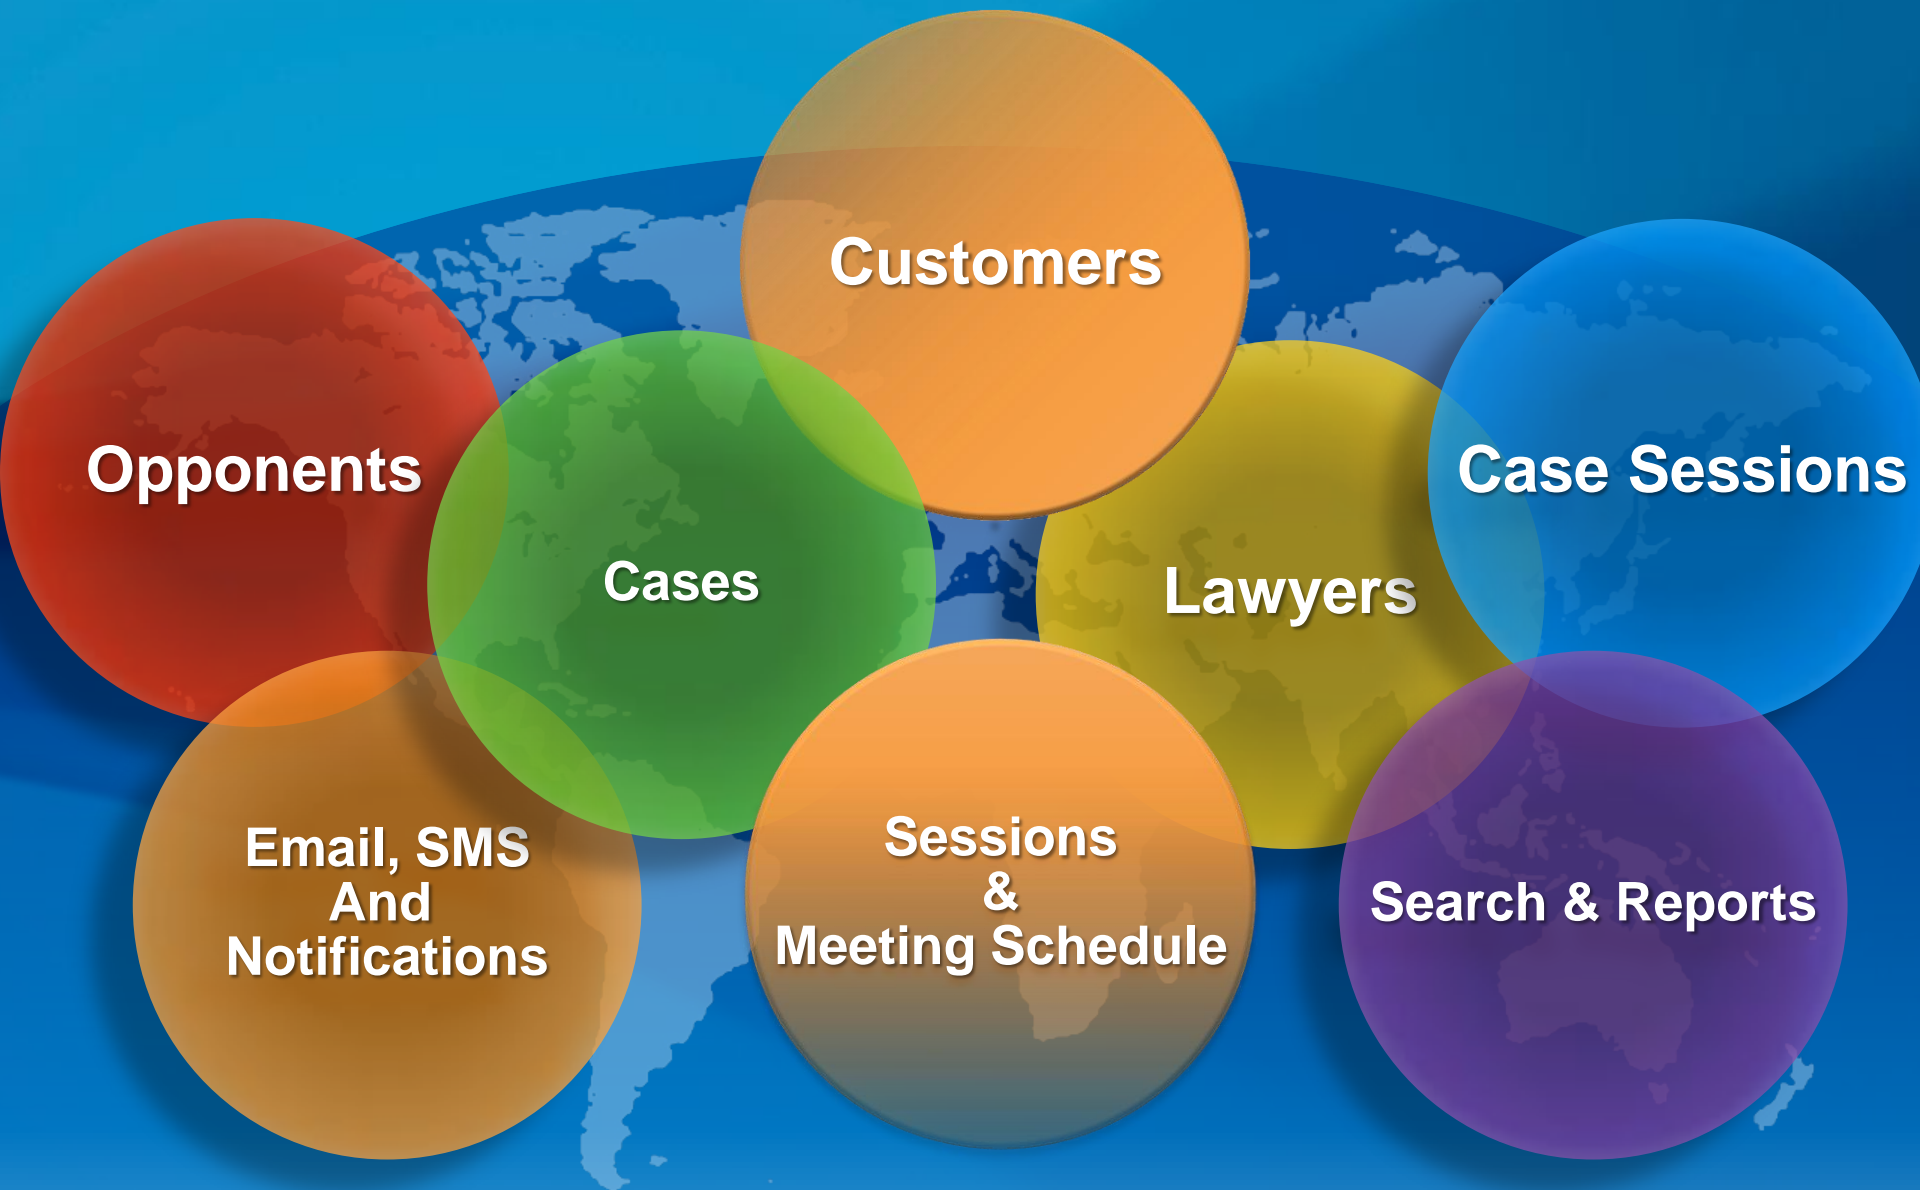 Customers
Opponents
Case Sessions
Cases
Lawyers
Email, SMS
And
Notifications
Sessions
&
Meeting Schedule
Search & Reports